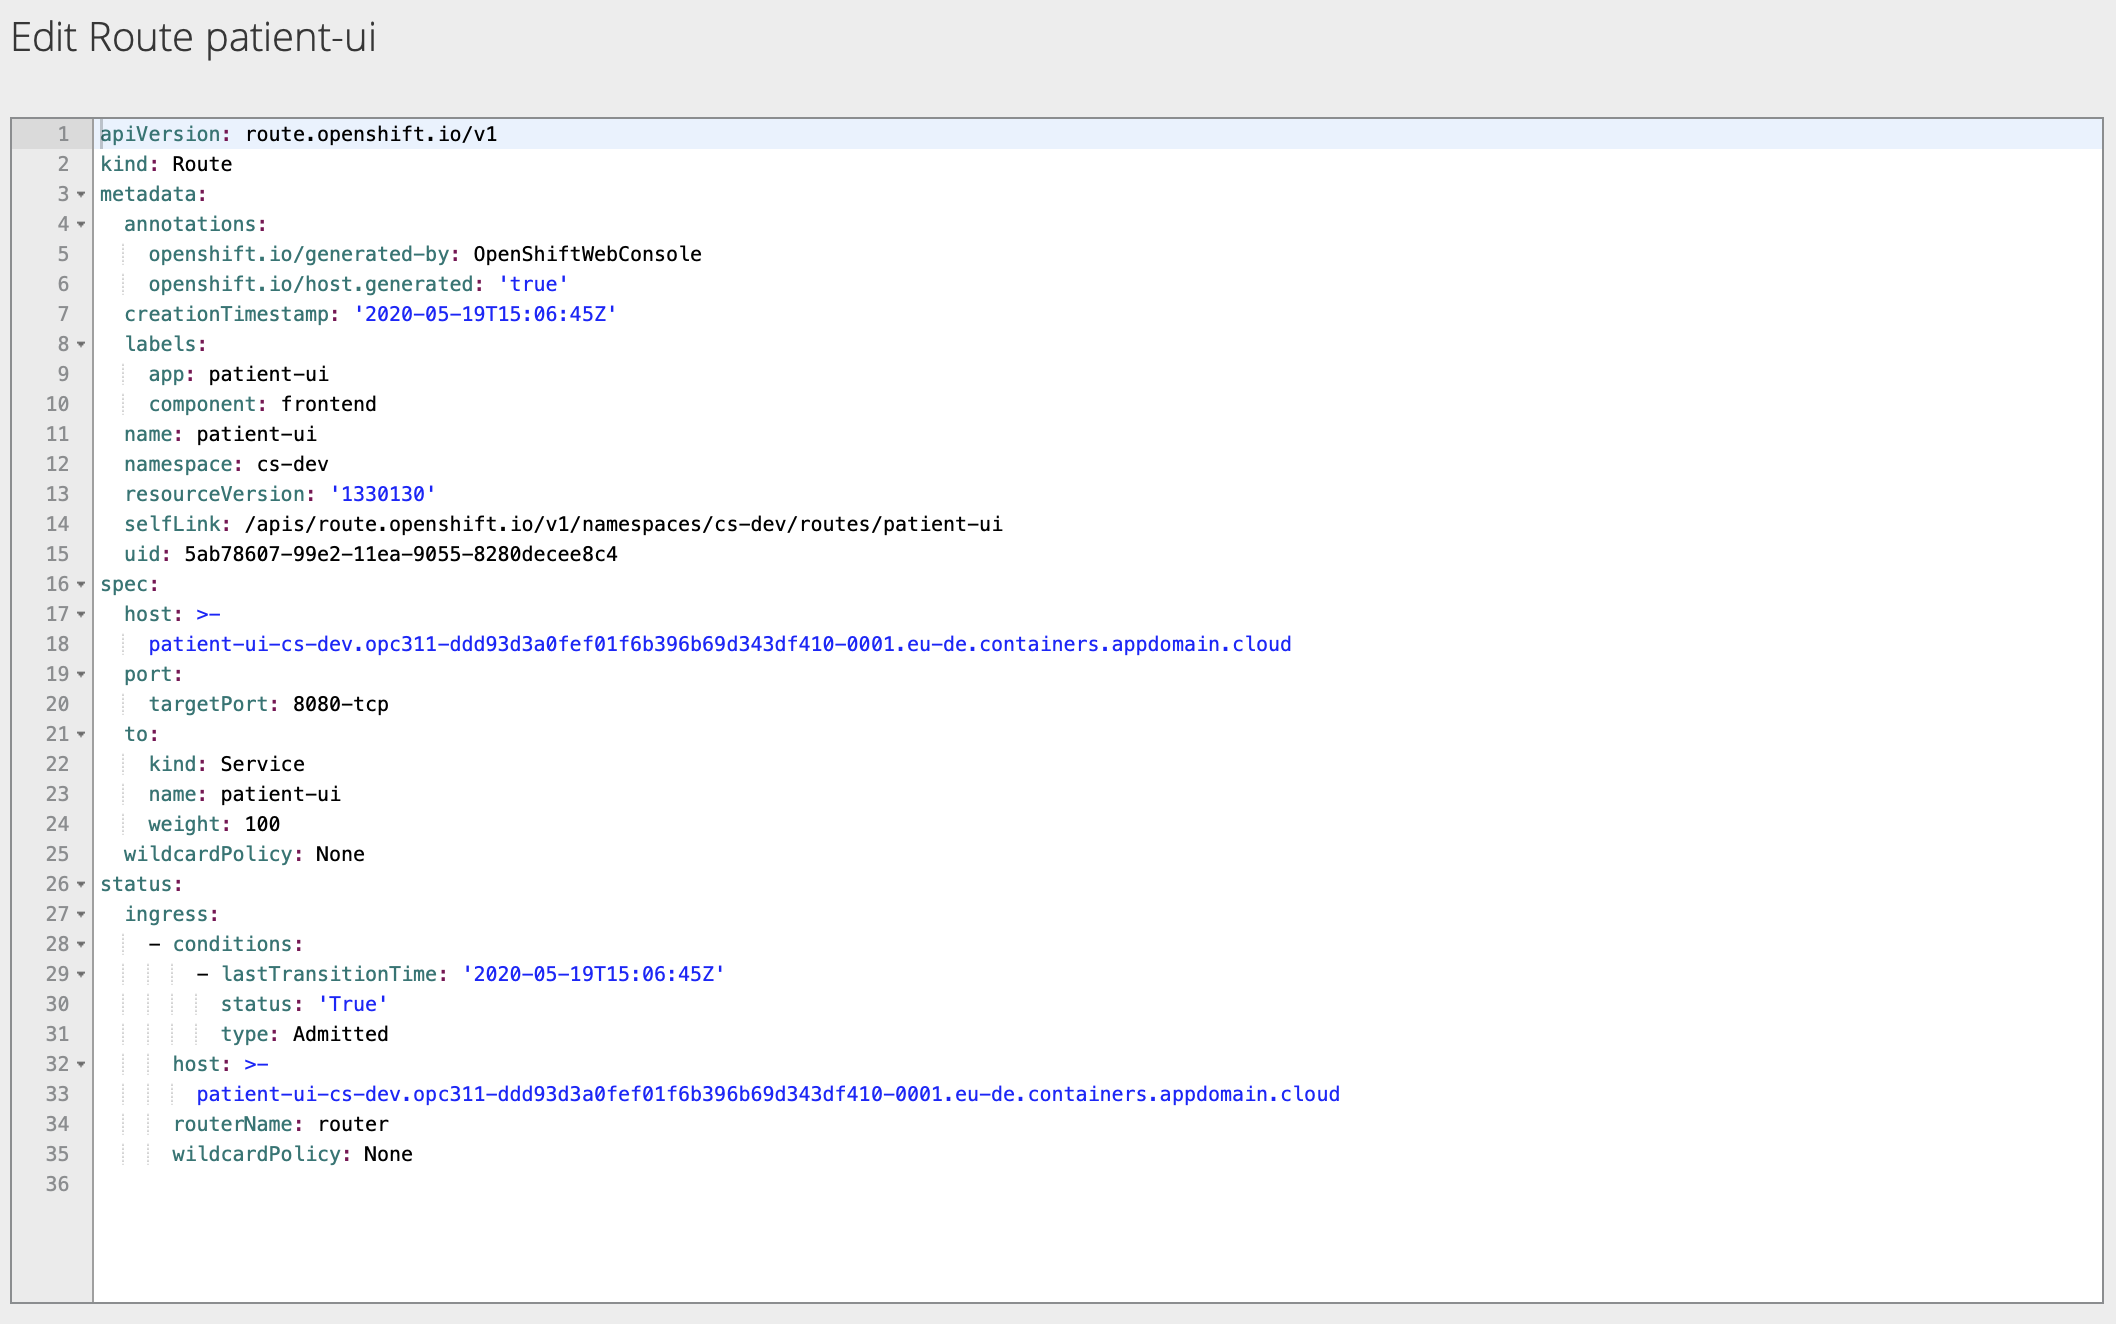 Edit Route patient-ui
1 apiVersion: route.openshift.io/v1
2 kind: Route
3 metadata:
4   annotations:
5     openshift.io/generated-by: OpenShiftWebConsole
6     openshift.io/host.generated: 'true'
7   creationTimestamp: '2020-05-19T15:06:45Z'
8   labels:
9     app: patient-ui
10     component: frontend
11   name: patient-ui
12   namespace: cs-dev
13   resourceVersion: '1330130'
14   selfLink: /apis/route.openshift.io/v1/namespaces/cs-dev/routes/patient-ui
15   uid: 5ab78607-99e2-11ea-9055-8280decee8c4
16 spec:
17   host: >-
18     patient-ui-cs-dev.opc311-ddd93d3a0fef01f6b396b69d343df410-0001.eu-de.containers.appdomain.cloud
19   port:
20     targetPort: 8080-tcp
21   to:
22     kind: Service
23     name: patient-ui
24     weight: 100
25   wildcardPolicy: None
26 status:
27   ingress:
28     - conditions:
29         - lastTransitionTime: '2020-05-19T15:06:45Z'
30           status: 'True'
31           type: Admitted
32       host: >-
33         patient-ui-cs-dev.opc311-ddd93d3a0fef01f6b396b69d343df410-0001.eu-de.containers.appdomain.cloud
34       routerName: router
35       wildcardPolicy: None
36